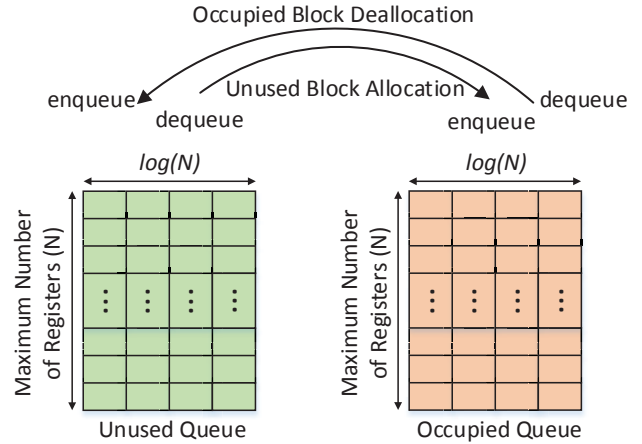 Occupied Block Deallocation
enqueue
Unused Block Allocation
dequeue
dequeue
enqueue
log(N)
log(N)
Maximum Number
of Registers (N)
Maximum Number
of Registers (N)
Unused Queue
Occupied Queue